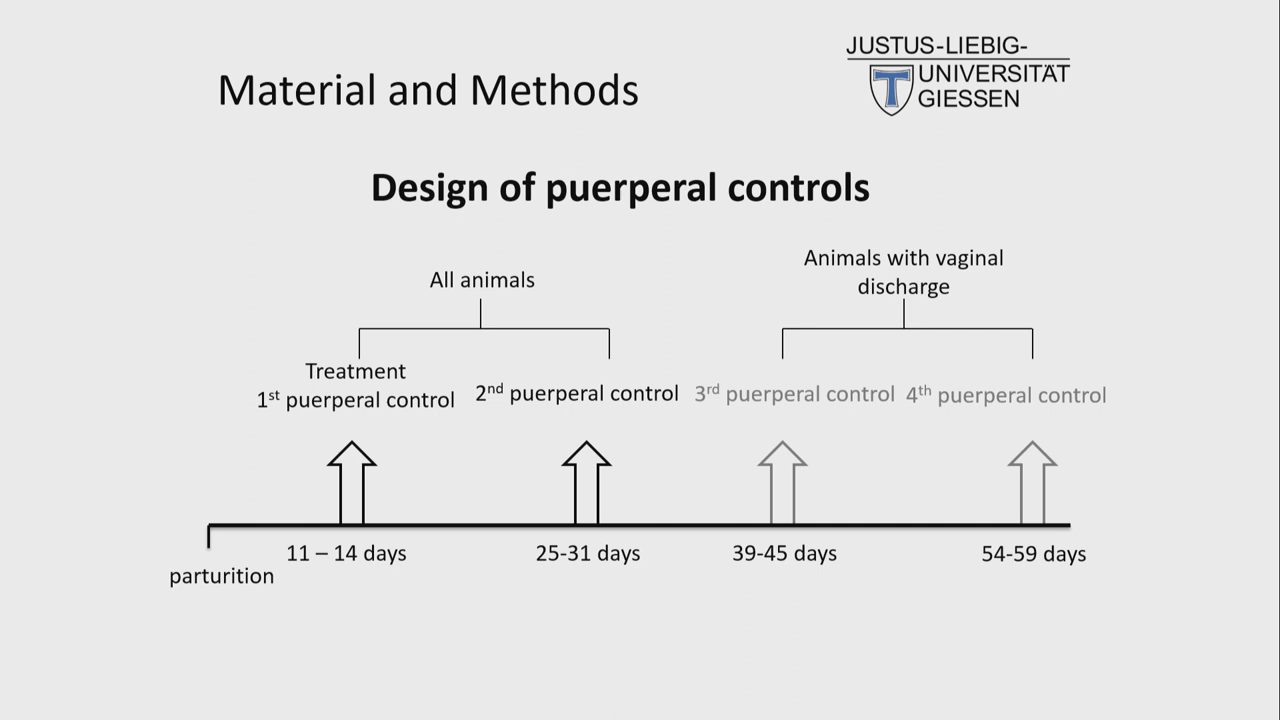 Material and Methods
JUSTUS-LIEBIG-
UNIVERSITÄT
GIESSEN
Design of puerperal controls
All animals
Animals with vaginal
discharge
Treatment
1st puerperal control
2nd puerperal control
3rd puerperal control
4th puerperal control
11 – 14 days
25-31 days
39-45 days
54-59 days
parturition